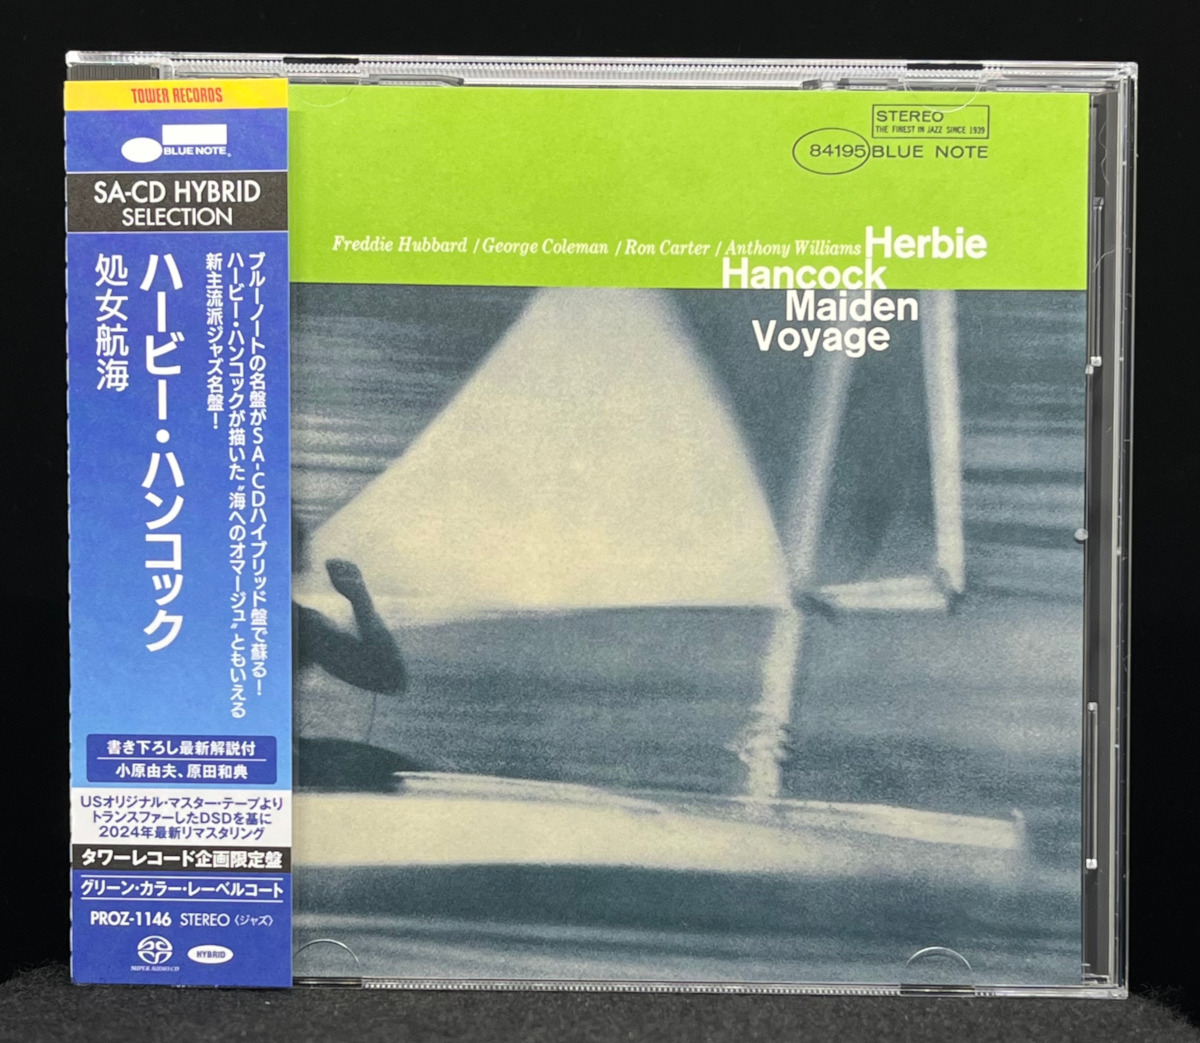 TOWER RECORDS
BLUE NOTE®
SA-CD HYBRID
SELECTION
ブルーノートの名盤がSA-CDハイブリッド盤で蘇る！
ハービー・ハンコックが描いた〝海へのオマージュ〟ともいえる
新主流派ジャズ名盤！
ハービー・ハンコック
処女航海
書き下ろし最新解説付
小原由夫、原田和典
USオリジナル・マスター・テープより
トランスファーしたDSDを基に
2024年最新リマスタリング
タワーレコード企画限定盤
グリーン・カラー・レーベルコート
PROZ-1146 STEREO〈ジャズ〉
SUPER AUDIO CD
HYBRID
STEREO
THE FINEST IN JAZZ SINCE 1939
84195 BLUE NOTE
Freddie Hubbard / George Coleman / Ron Carter / Anthony Williams Herbie
Hancock
Maiden
Voyage